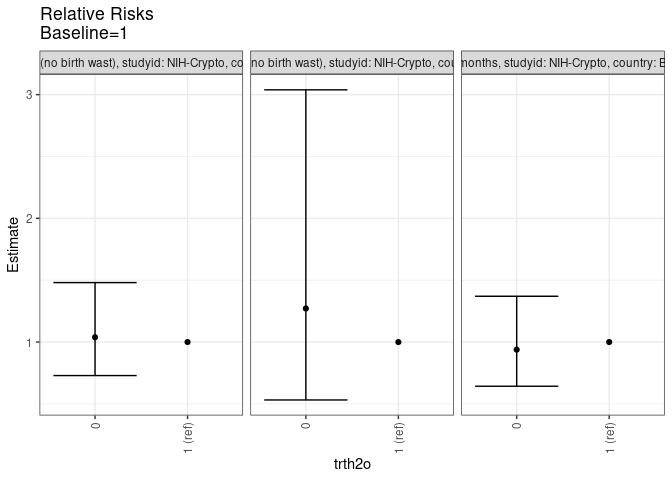 Relative Risks
Baseline=1
(no birth wast), studyid: NIH-Crypto, co
no birth wast), studyid: NIH-Crypto, cou
months, studyid: NIH-Crypto, country: B
3
2
1
Estimate
0
1 (ref)
0
1 (ref)
0
1 (ref)
trth2o